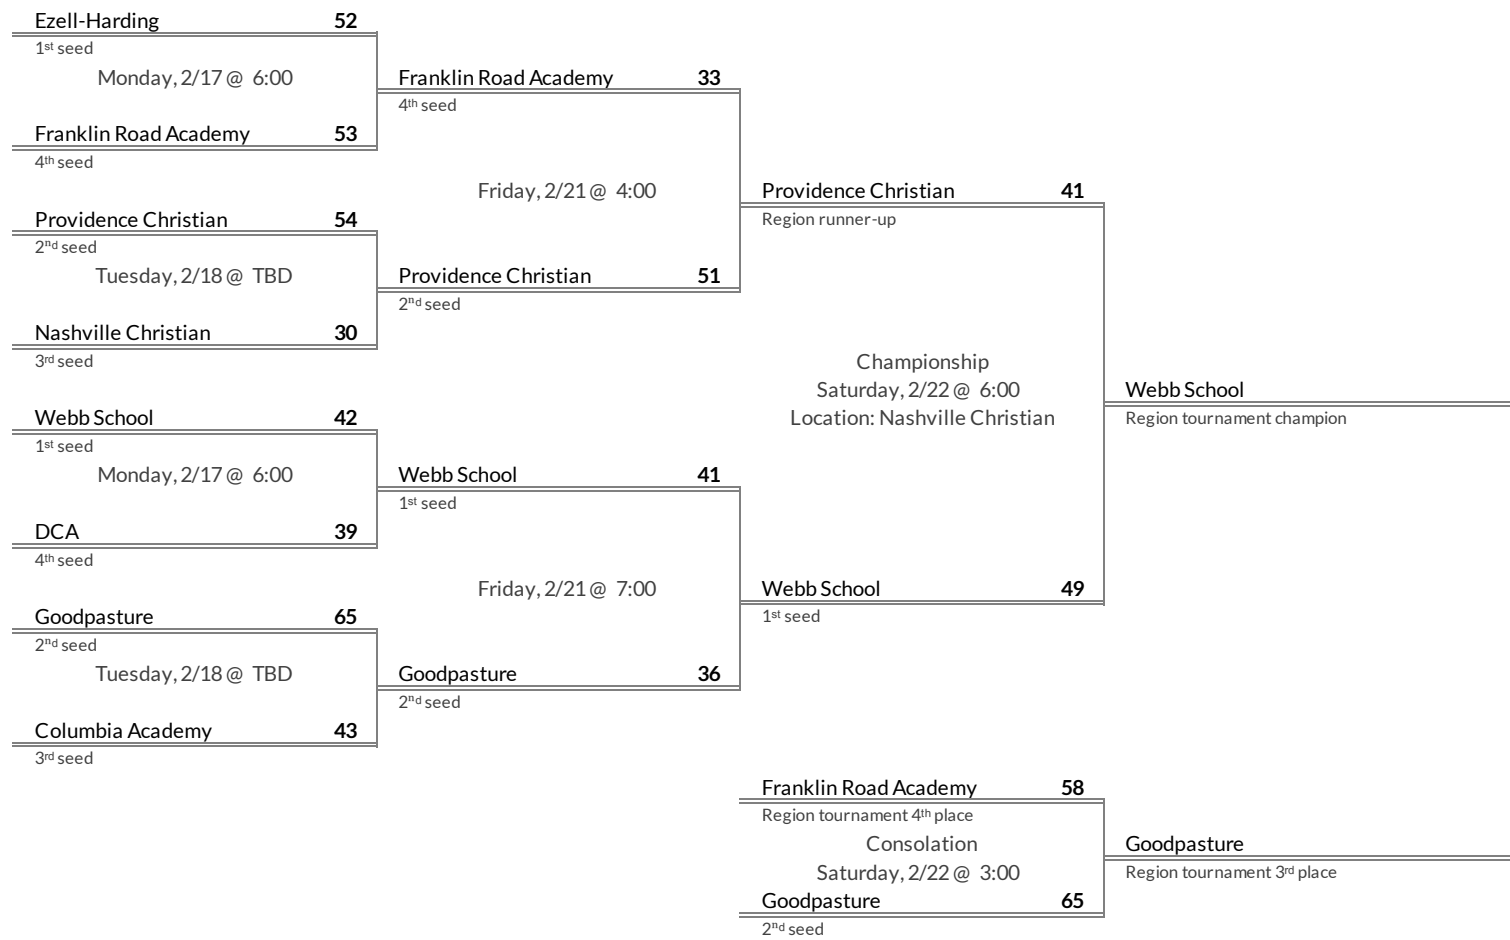 Ezell-Harding 52
1st seed
Monday, 2/17 @ 6:00
Franklin Road Academy 53
4th seed
Providence Christian 54
2nd seed
Tuesday, 2/18 @ TBD
Nashville Christian 30
3rd seed
Webb School 42
1st seed
Monday, 2/17 @ 6:00
DCA 39
4th seed
Goodpasture 65
2nd seed
Tuesday, 2/18 @ TBD
Columbia Academy 43
3rd seed
Franklin Road Academy 33
4th seed
Friday, 2/21 @ 4:00
Providence Christian 51
2nd seed
Webb School 41
1st seed
Friday, 2/21 @ 7:00
Goodpasture 36
2nd seed
Providence Christian 41
Region runner-up
Championship
Saturday, 2/22 @ 6:00
Location: Nashville Christian
Webb School 49
1st seed
Webb School
Region tournament champion
Franklin Road Academy 58
Region tournament 4th place
Consolation
Saturday, 2/22 @ 3:00
Goodpasture 65
2nd seed
Goodpasture
Region tournament 3rd place